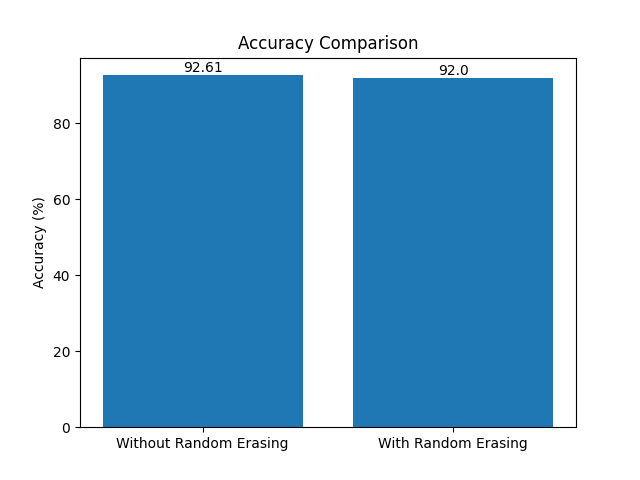 Accuracy Comparison
92.61
92.0
Accuracy (%)
80
60
40
20
0
Without Random Erasing
With Random Erasing